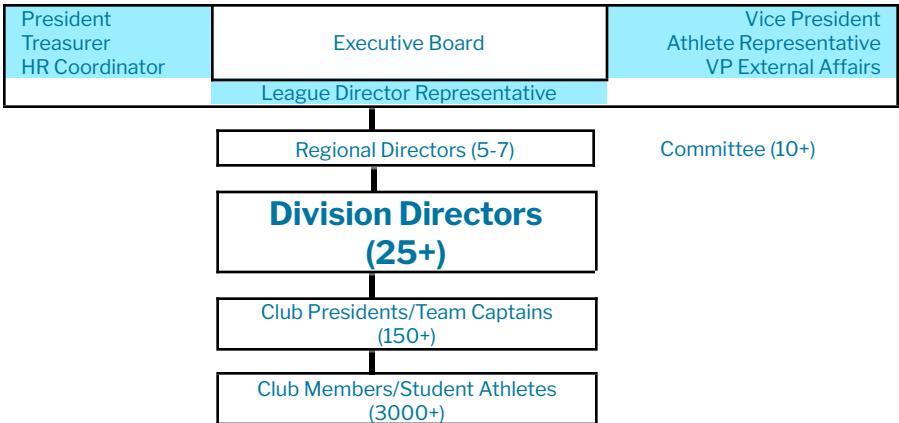 President
Treasurer
HR Coordinator
Executive Board
Vice President
Athlete Representative
VP External Affairs
League Director Representative
Regional Directors (5-7)
Committee (10+)
Division Directors
(25+)
Club Presidents/Team Captains
(150+)
Club Members/Student Athletes
(3000+)